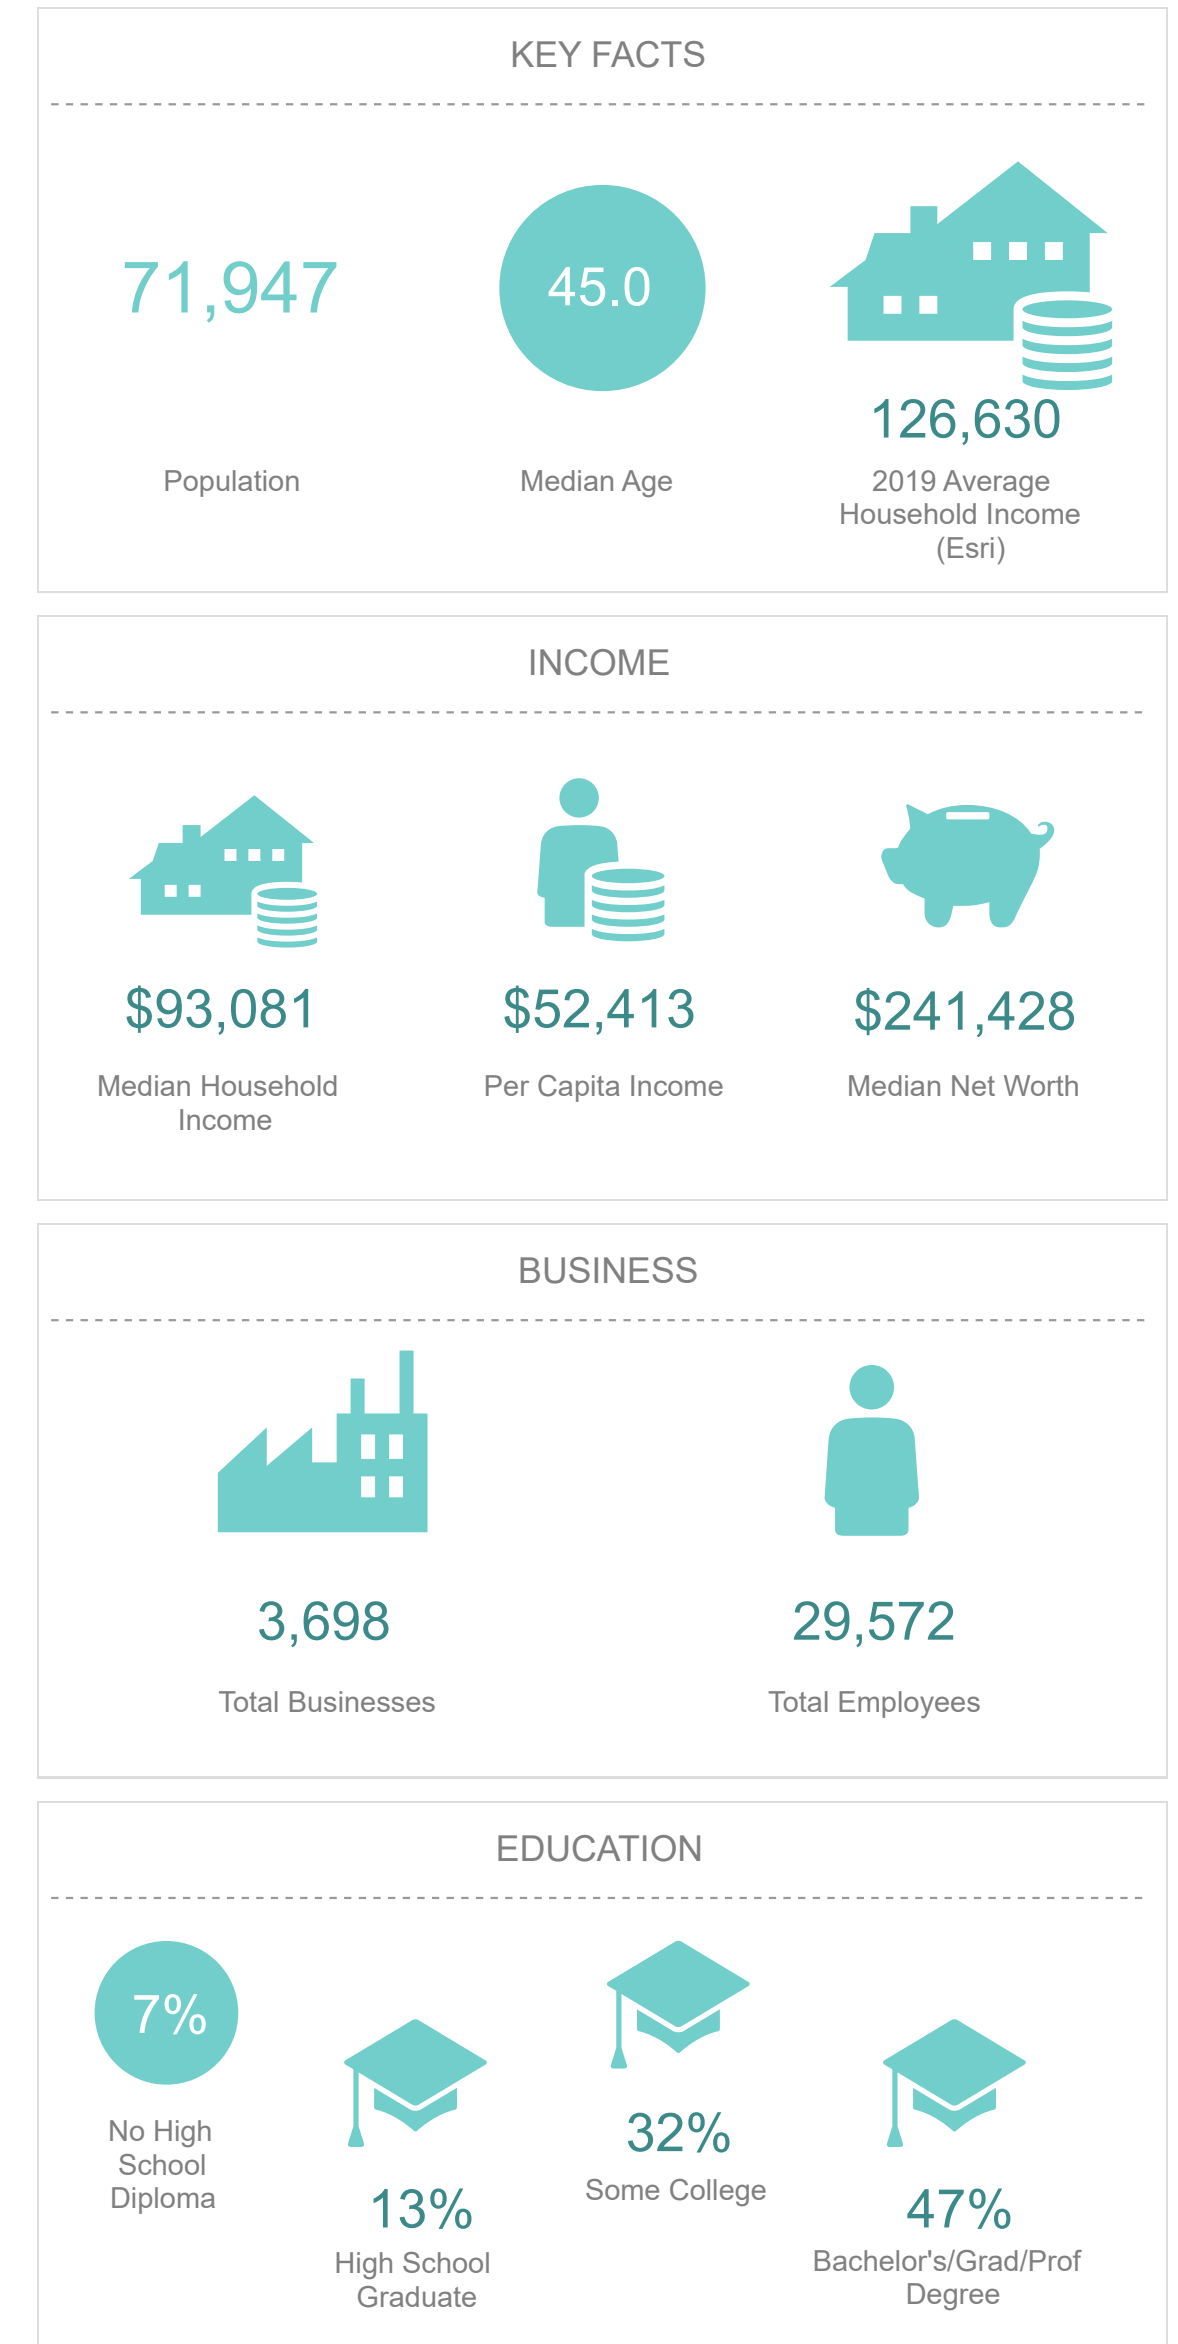 KEY FACTS
71,947
Population
45.0
Median Age
126,630
2019 Average
Household Income
(Esri)
INCOME
$93,081
Median Household
Income
$52,413
Per Capita Income
$241,428
Median Net Worth
BUSINESS
3,698
Total Businesses
29,572
Total Employees
EDUCATION
7%
No High
School
Diploma
13%
High School
Graduate
32%
Some College
47%
Bachelor's/Grad/Prof
Degree